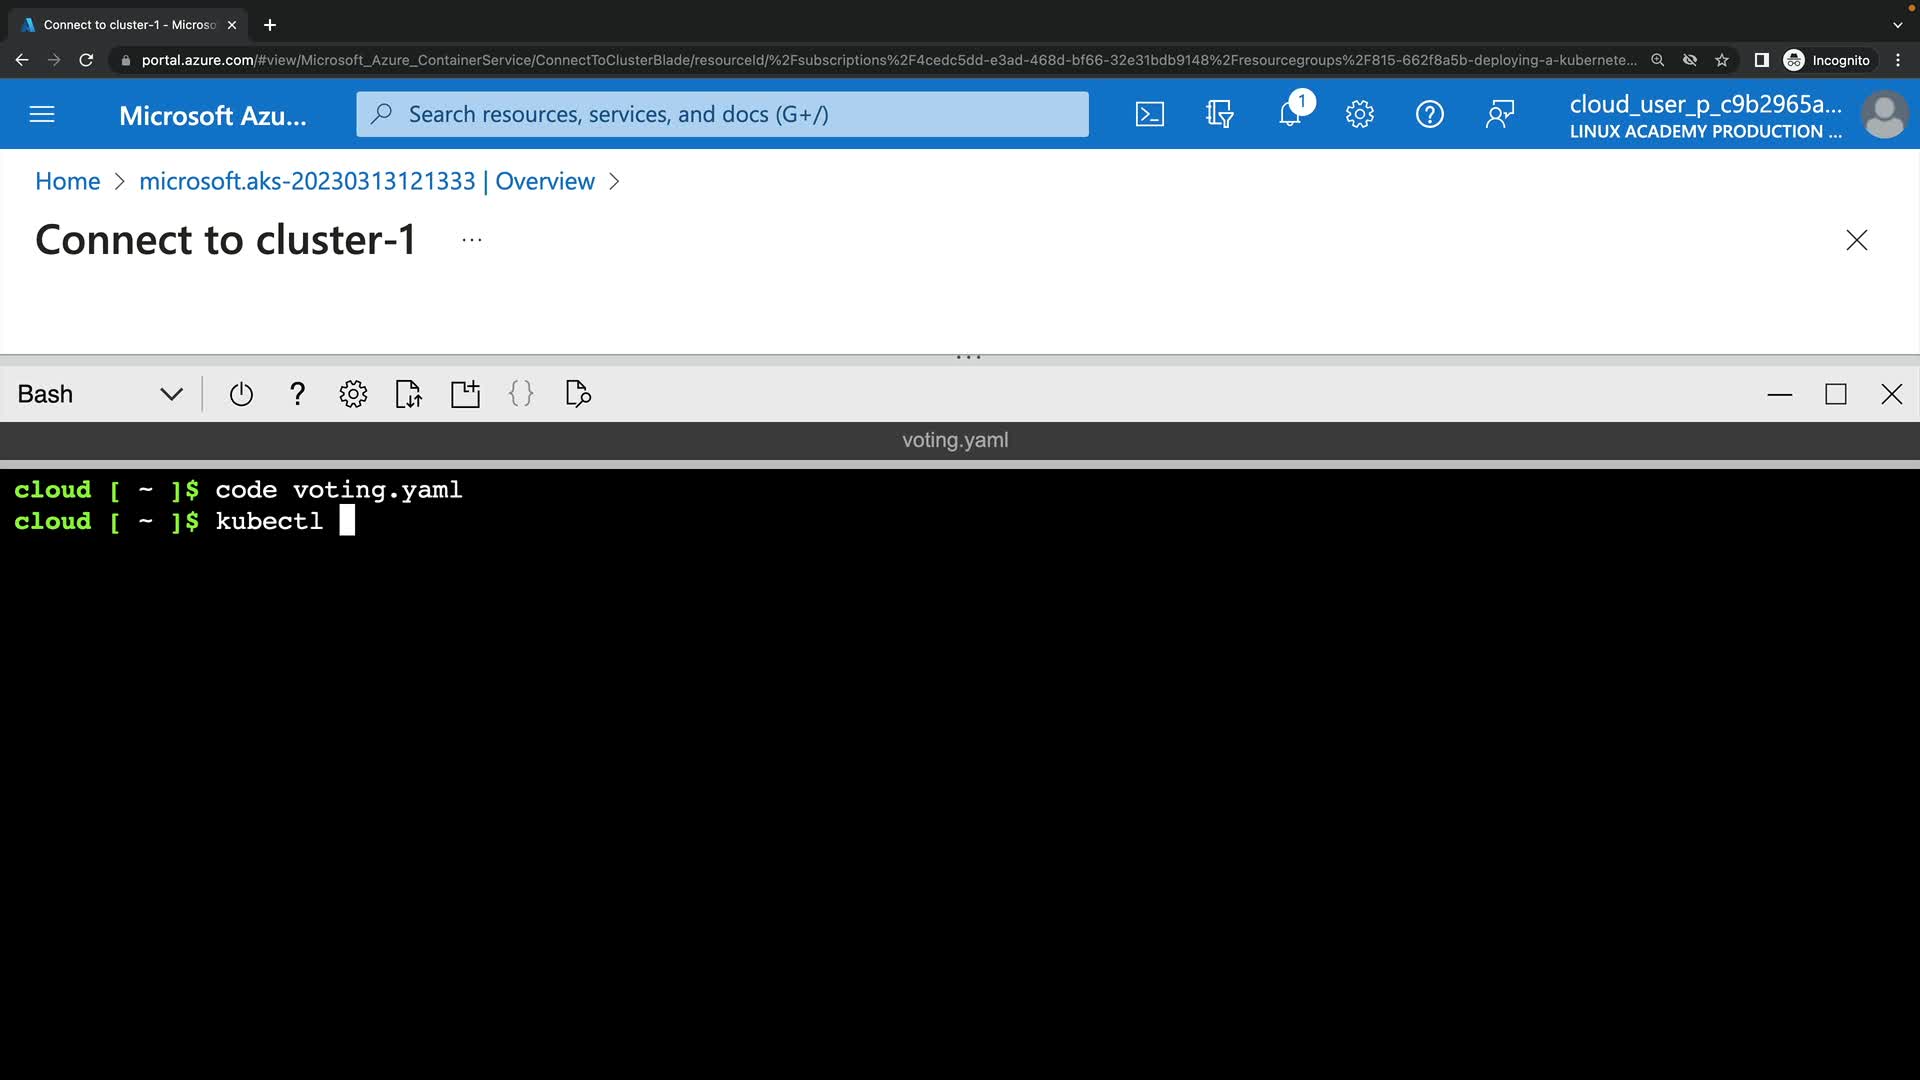 Connect to cluster-1 - Microso
portal.azure.com/#view/Microsoft_Azure_ContainerService/ConnectToClusterBlade/resourceId/%2Fsubscriptions%2F4cedc5dd-e3ad-468d-bf66-32e31bdb9148%2Fresourcegroups%2F815-662f8a5b-deploying-a-kubernete...
Incognito
Microsoft Azu...
Search resources, services, and docs (G+/)
1
cloud_user_p_c9b2965a...
LINUX ACADEMY PRODUCTION ...
Home > microsoft.aks-20230313121333 | Overview >
Connect to cluster-1 ...
Bash
voting.yaml
cloud [ ~ ]$ code voting.yaml
cloud [ ~ ]$ kubectl